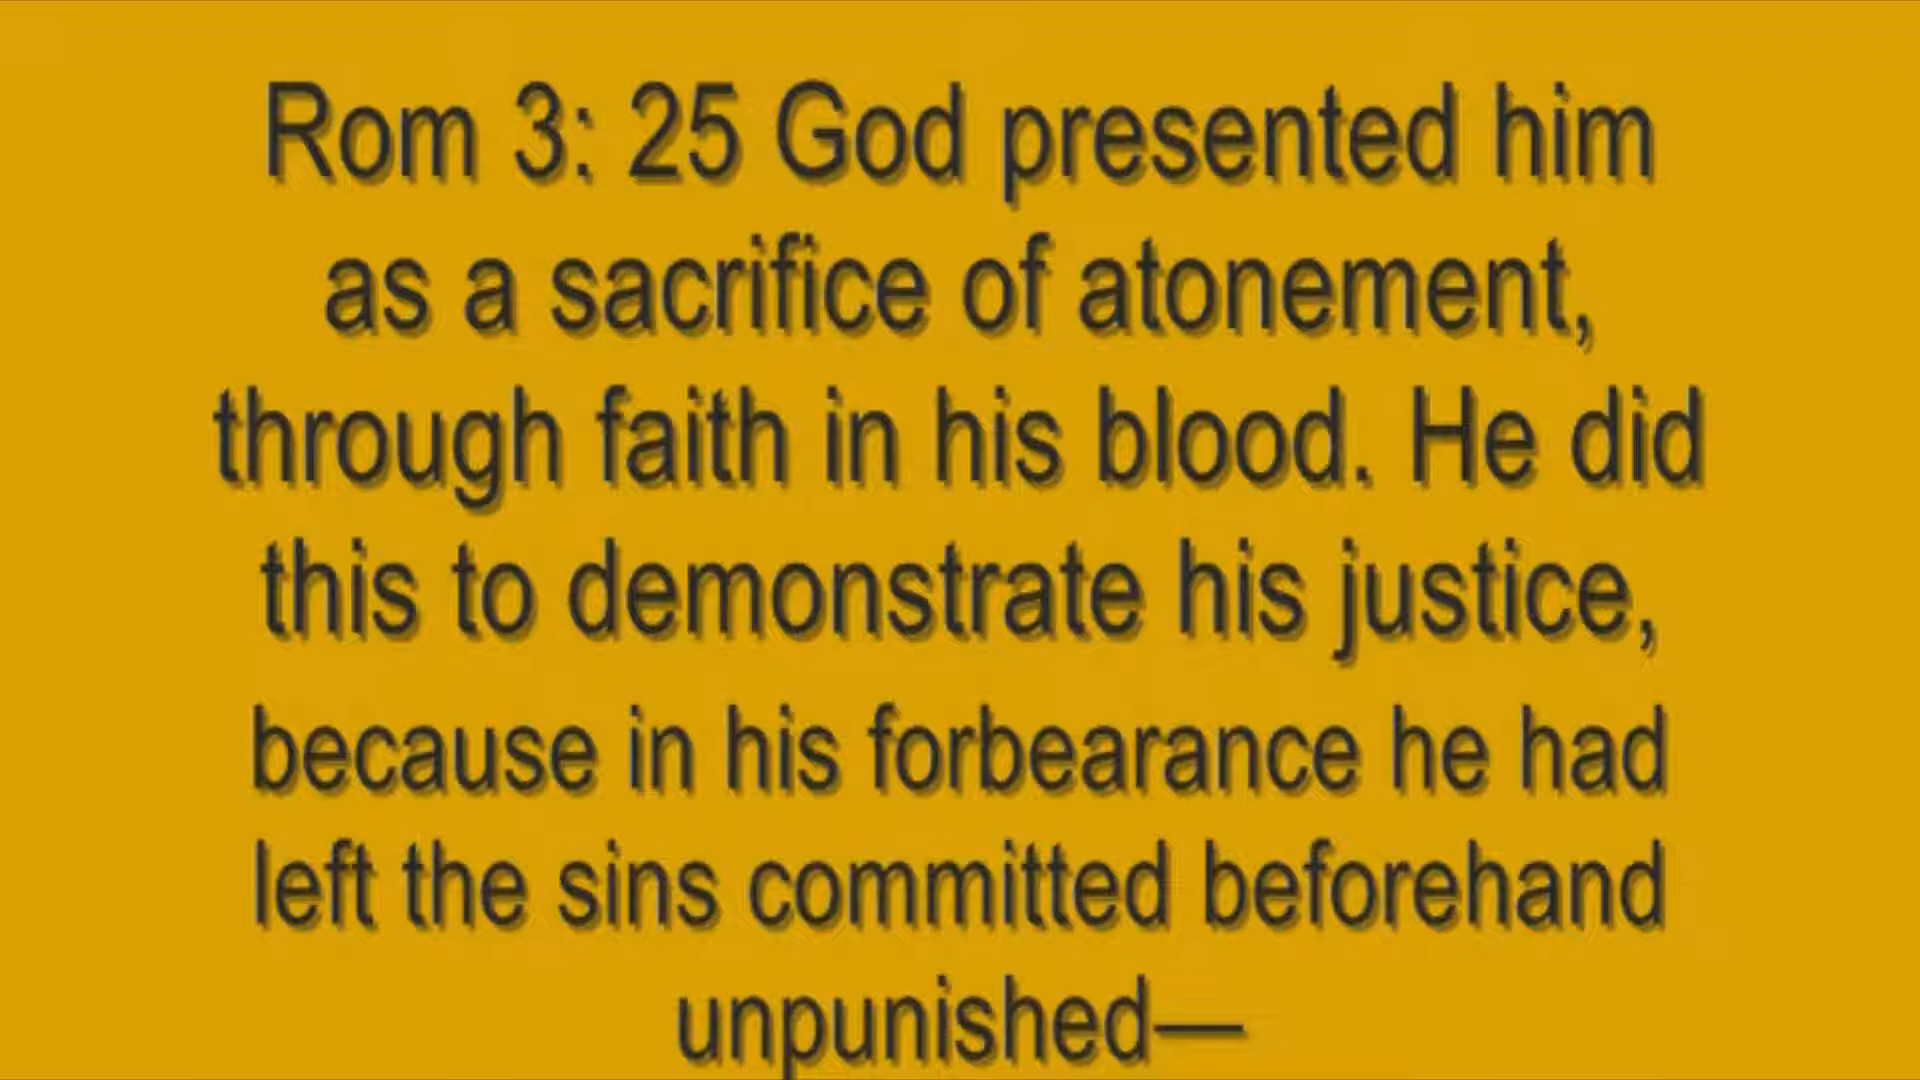 Rom 3: 25 God presented him
as a sacrifice of atonement,
through faith in his blood. He did
this to demonstrate his justice,
because in his forbearance he had
left the sins committed beforehand
unpunished—